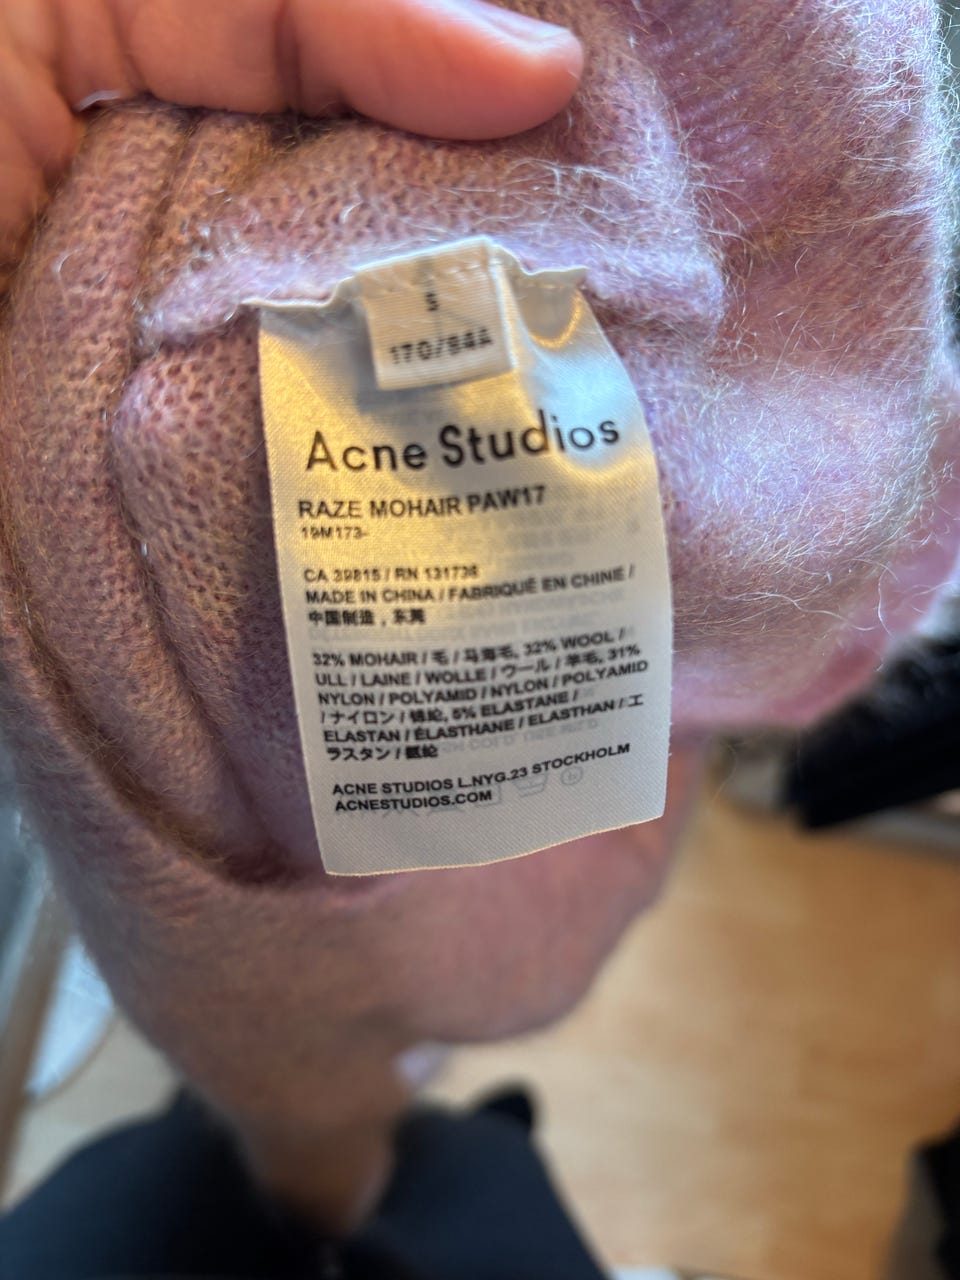 S
170/84A
Acne Studios
RAZE MOHAIR PAW17
19M173-
CA 39815 / RN 131736
MADE IN CHINA / FABRIQUÉ EN CHINE /
中国制造，东莞
32% MOHAIR / 毛 / 马海毛, 32% WOOL /
ULL / LAINE / WOLLE / ウール / 羊毛, 31%
NYLON / POLYAMID / NYLON / POLYAMID
/ ナイロン / 锦纶, 5% ELASTANE /
ELASTAN / ÉLASTHANE / ELASTHAN / エ
ラスタン / 氨纶
ACNE STUDIOS L.NYG.23 STOCKHOLM
ACNESTUDIOS.COM